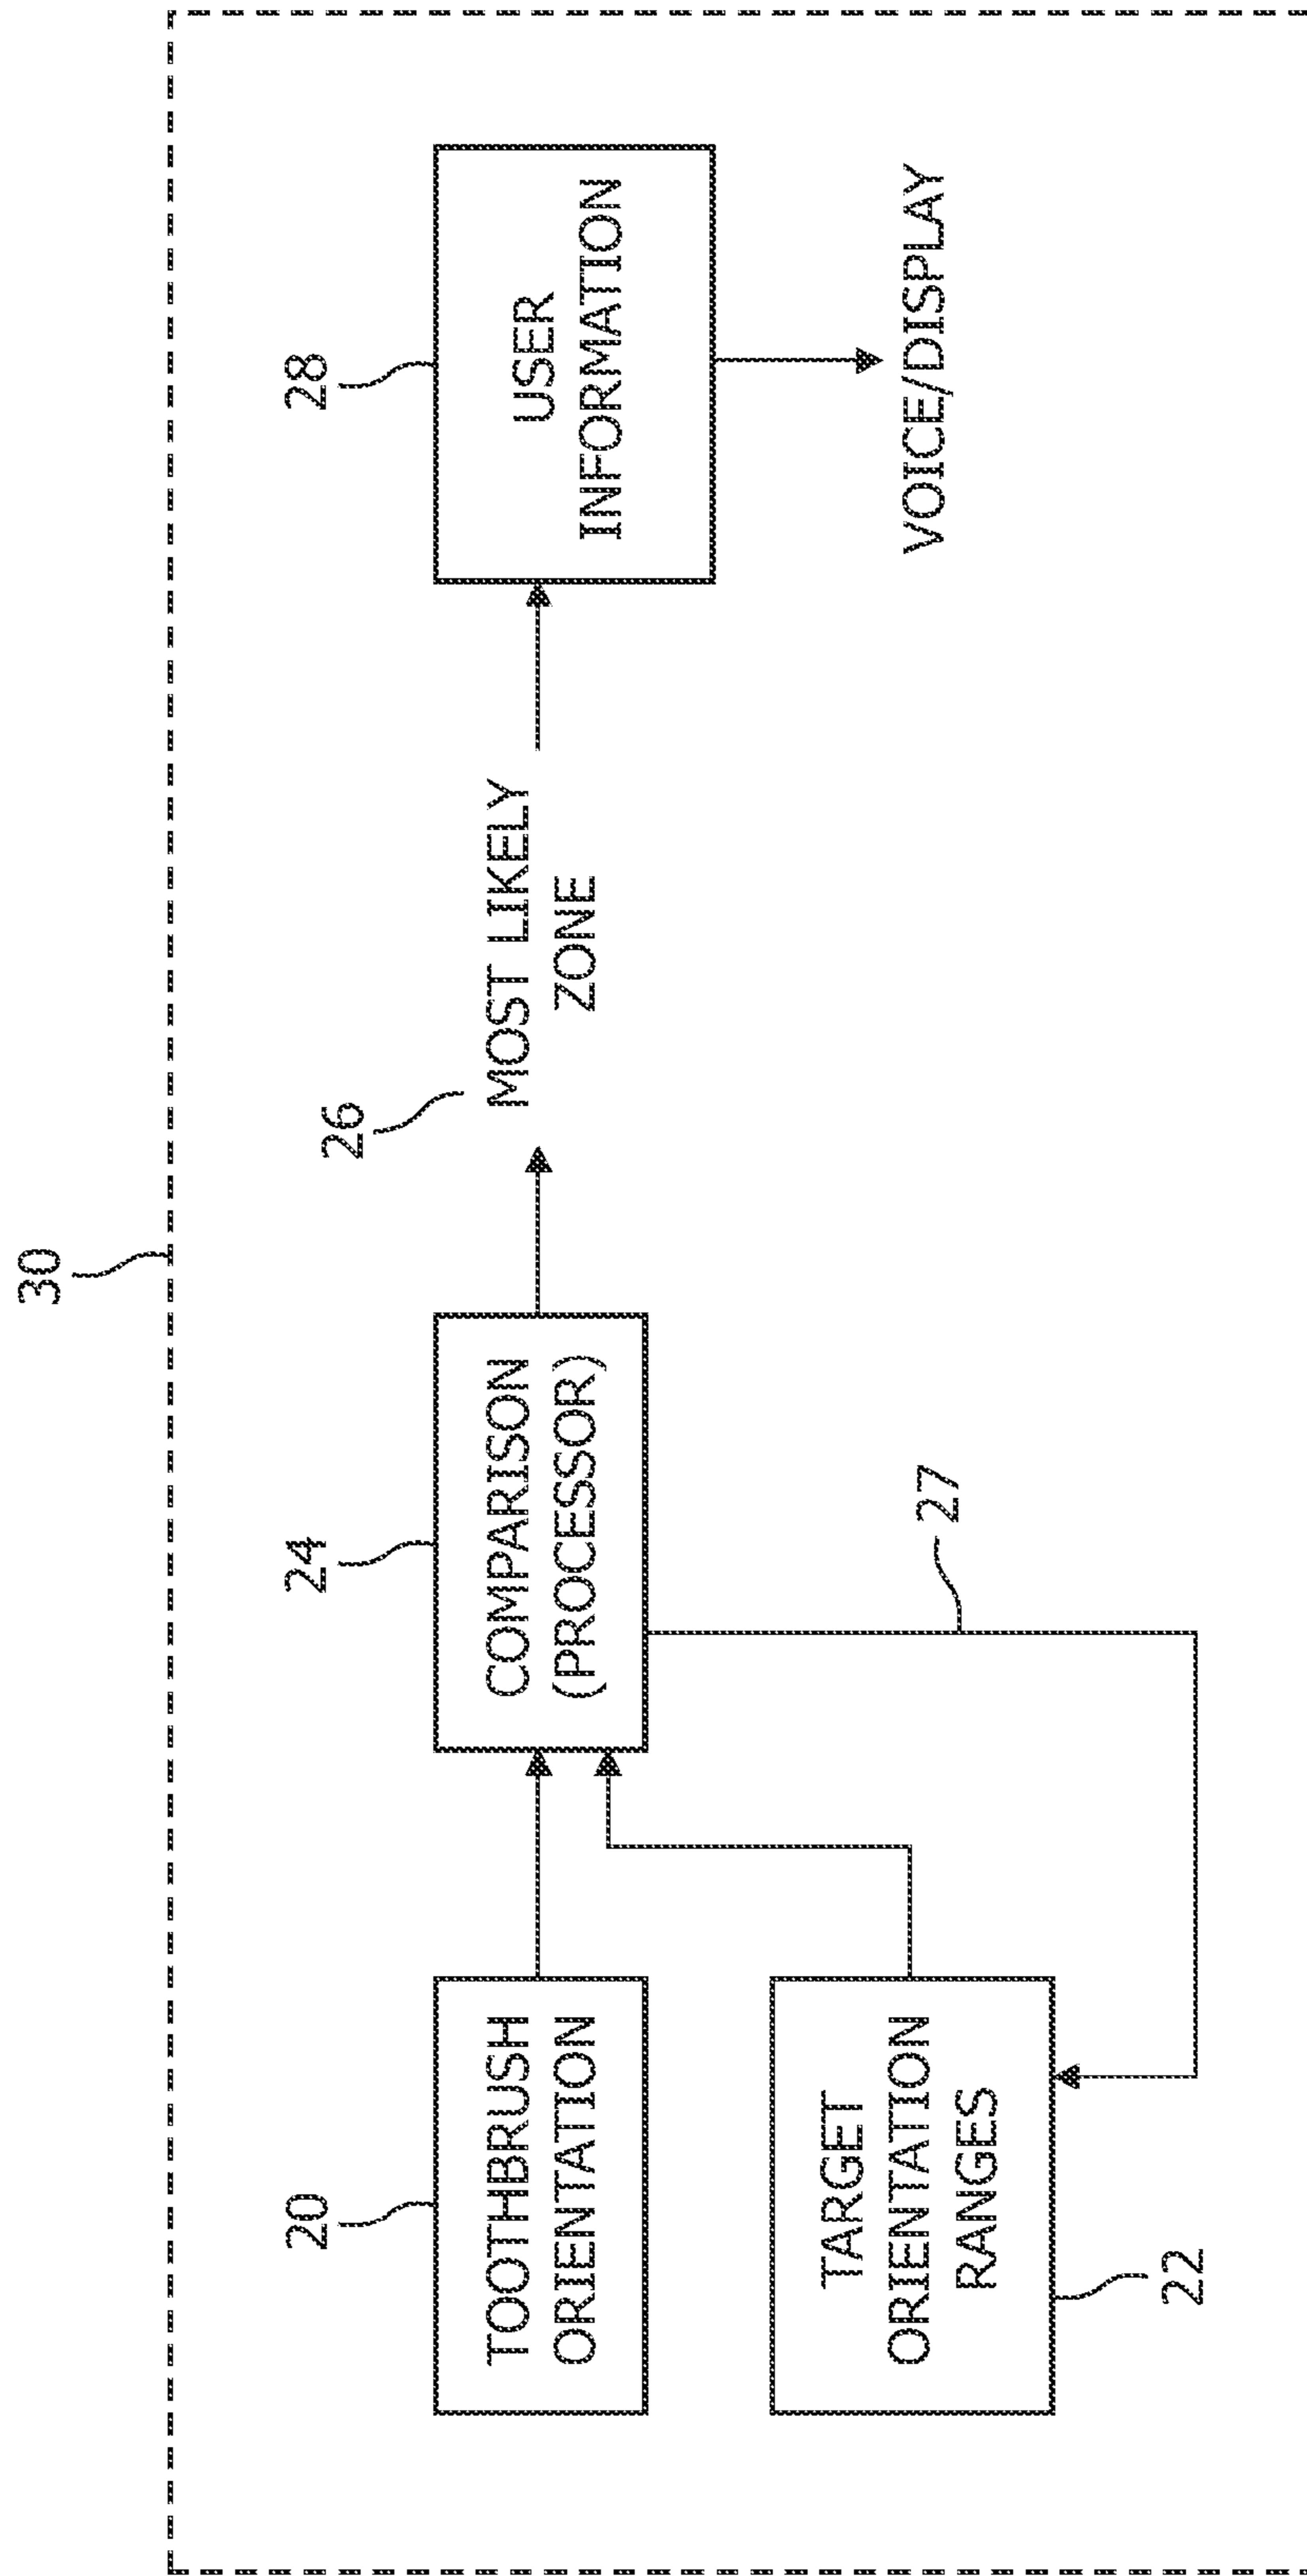 30
20
TOOTHBRUSH
ORIENTATION
24
COMPARISON
(PROCESSOR)
26
MOST LIKELY
ZONE
28
USER
INFORMATION
VOICE/DISPLAY
TARGET
ORIENTATION
RANGES
22
27